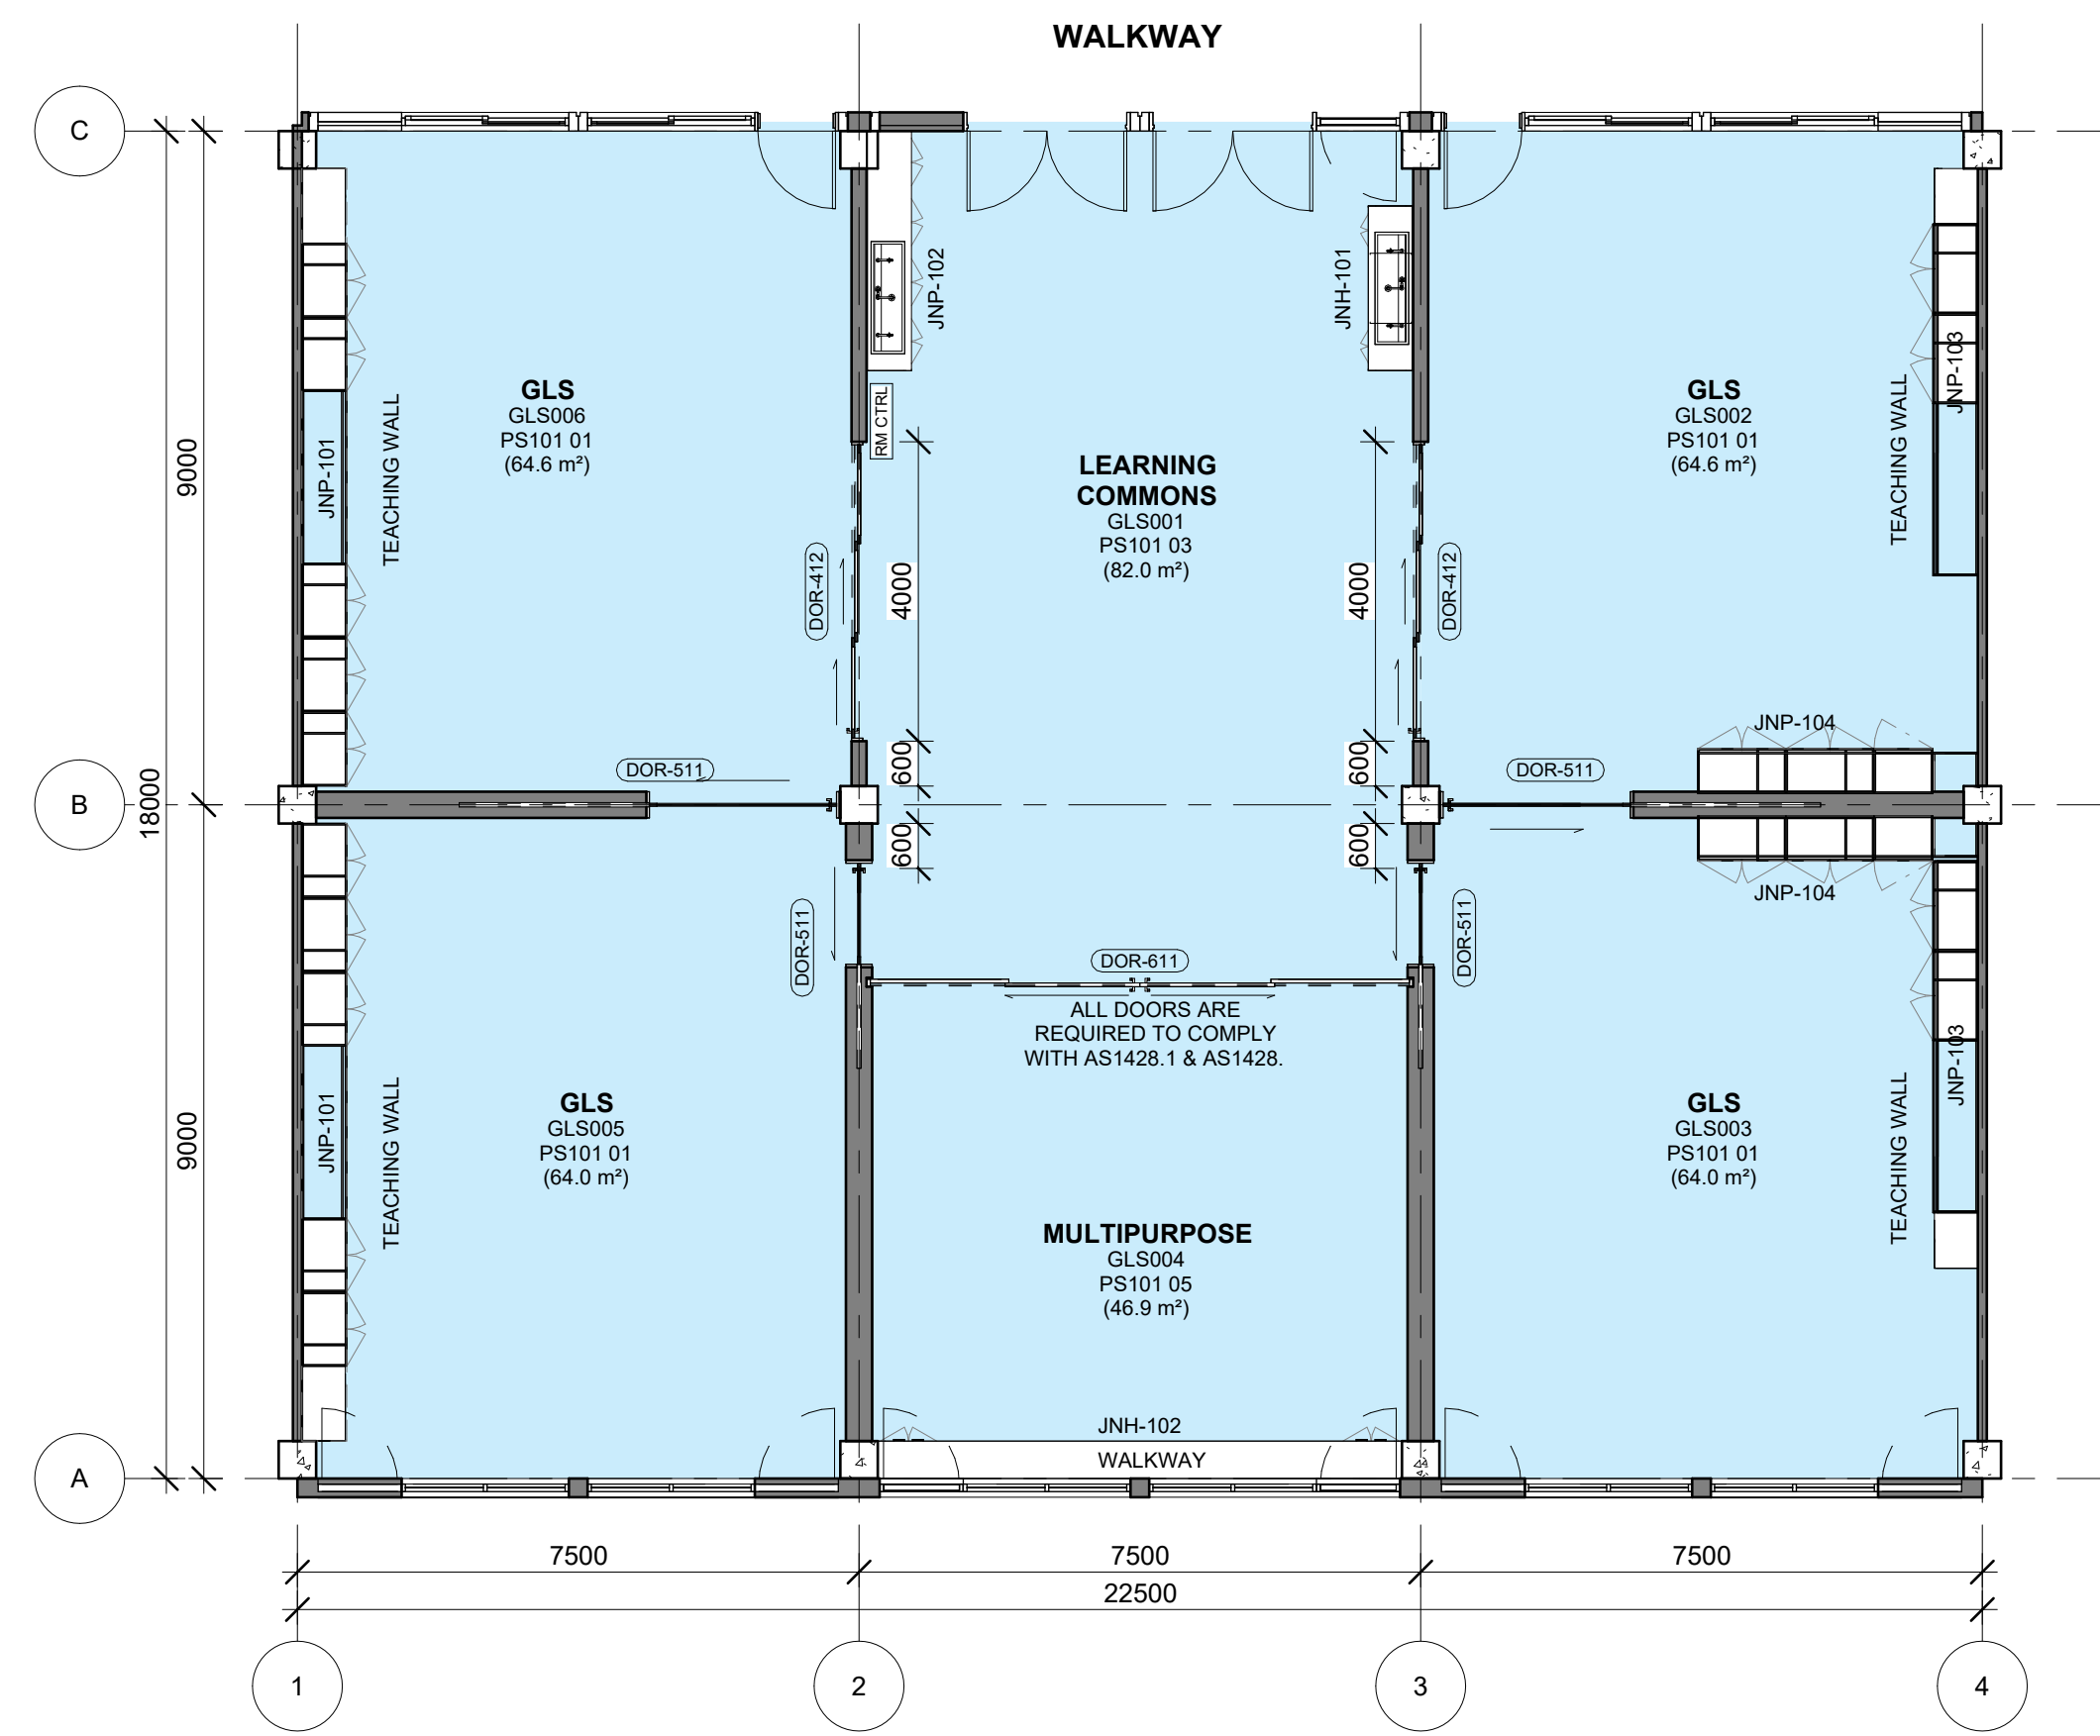 WALKWAY
C
JNP-102
JNH-101
JNP-103
GLS
GLS006
PS101 01
(64.6 m²)
GLS
GLS002
PS101 01
(64.6 m²)
RM CTRL
JNP-101
TEACHING WALL
TEACHING WALL
9000
LEARNING
COMMONS
GLS001
PS101 03
(82.0 m²)
DOR-412
4000
4000
DOR-412
JNP-104
600
600
DOR-511
DOR-511
B
18000
600
600
JNP-104
DOR-511
DOR-511
DOR-611
ALL DOORS ARE
REQUIRED TO COMPLY
WITH AS1428.1 & AS1428.
JNP-103
GLS
GLS005
PS101 01
(64.0 m²)
GLS
GLS003
PS101 01
(64.0 m²)
9000
JNP-101
TEACHING WALL
TEACHING WALL
MULTIPURPOSE
GLS004
PS101 05
(46.9 m²)
JNH-102
WALKWAY
A
7500
7500
7500
22500
1
2
3
4